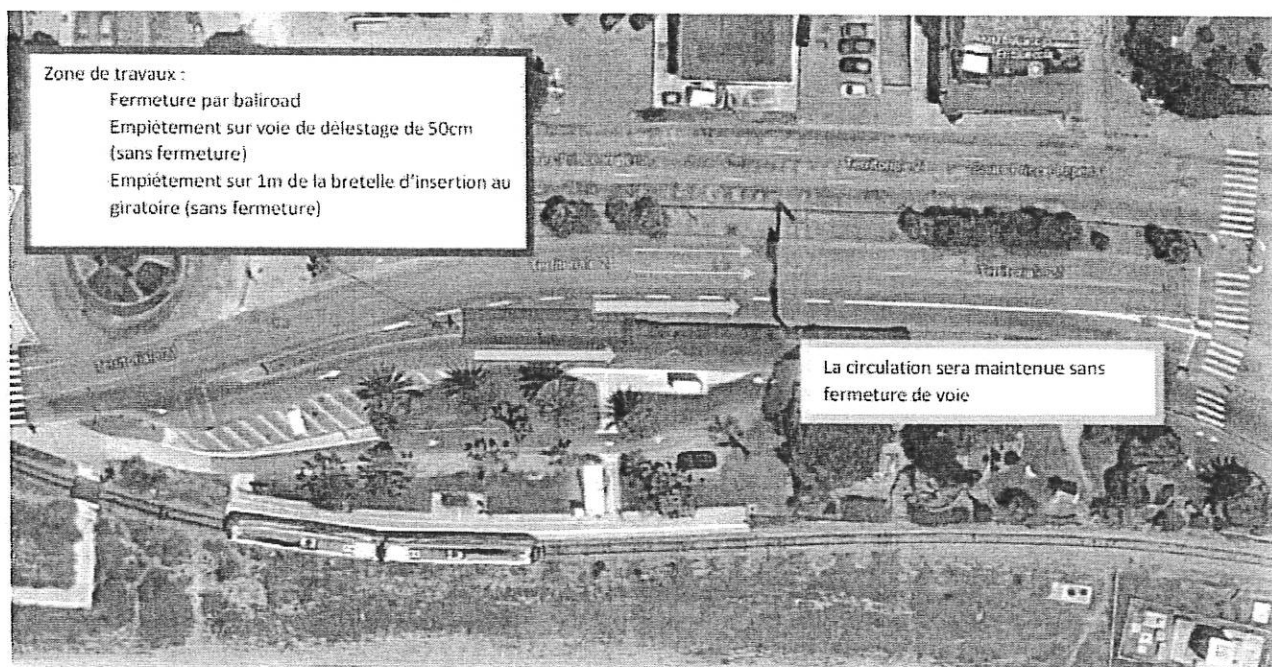 Zone de travaux :
Fermeture par baliroad
Empiètement sur voie de délestage de 50cm
(sans fermeture)
Empiétement sur 1m de la bretelle d'insertion au
giratoire (sans fermeture)
La circulation sera maintenue sans
fermeture de voie